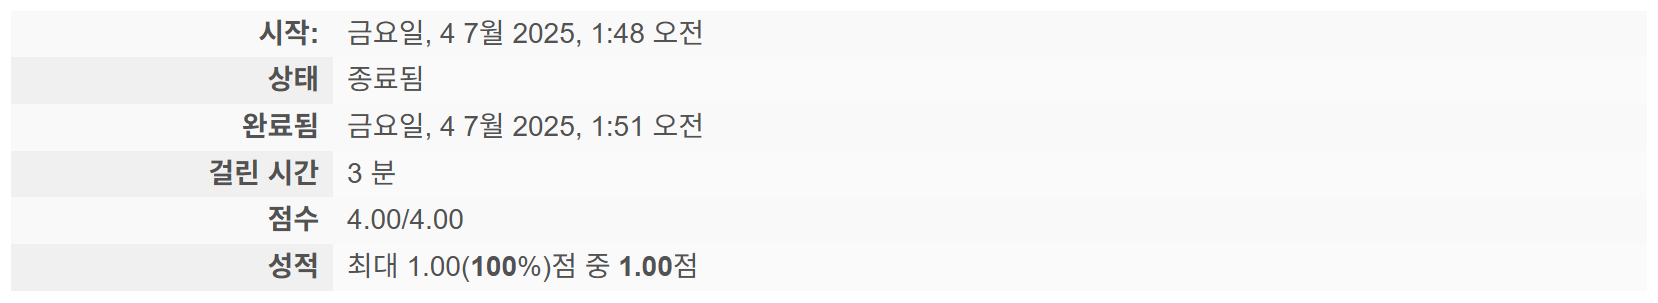 시작: 금요일, 4 7월 2025, 1:48 오전
상태 종료됨
완료됨 금요일, 4 7월 2025, 1:51 오전
걸린 시간 3 분
점수 4.00/4.00
성적 최대 1.00(100%)점 중 1.00점